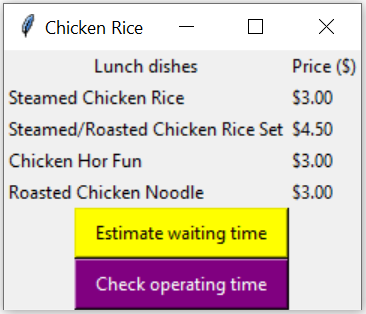 Chicken Rice
Lunch dishes Price ($)
Steamed Chicken Rice $3.00
Steamed/Roasted Chicken Rice Set $4.50
Chicken Hor Fun $3.00
Roasted Chicken Noodle $3.00
Estimate waiting time
Check operating time